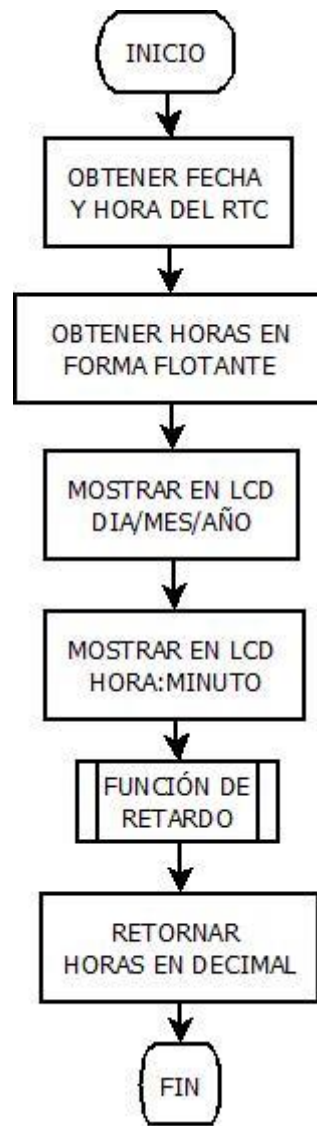 INICIO
OBTENER FECHA
Y HORA DEL RTC
OBTENER HORAS EN
FORMA FLOTANTE
MOSTRAR EN LCD
DIA/MES/AÑO
MOSTRAR EN LCD
HORA:MINUTO
FUNCIÓN DE
RETARDO
RETORNAR
HORAS EN DECIMAL
FIN